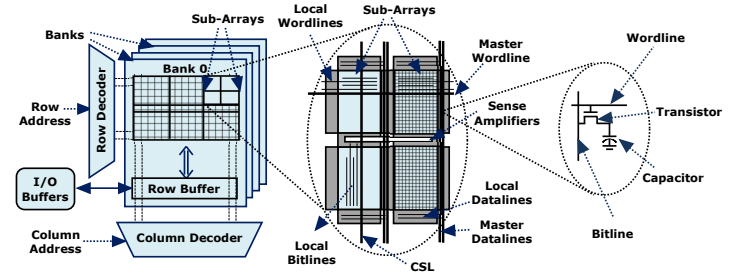 Banks
Sub-Arrays
Bank 0
Row Decoder
Row
Address
Row Buffer
I/O
Buffers
Column
Address
Column Decoder
Local
Wordlines
Sub-Arrays
Master
Wordline
Sense
Amplifiers
Local
Datalines
Master
Datalines
Local
Bitlines
CSL
Wordline
Transistor
Capacitor
Bitline